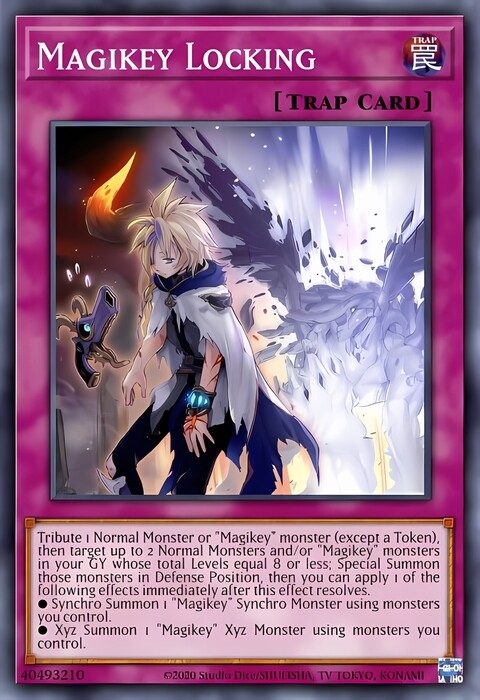 Magikey Locking
TRAP
罠
[Trap Card]
Tribute 1 Normal Monster or "Magikey" monster (except a Token),
then target up to 2 Normal Monsters and/or "Magikey" monsters
in your GY whose total Levels equal 8 or less; Special Summon
those monsters in Defense Position, then you can apply 1 of the
following effects immediately after this effect resolves.
● Synchro Summon 1 "Magikey" Synchro Monster using monsters
you control.
● Xyz Summon 1 "Magikey" Xyz Monster using monsters you
control.
40493210
©2020 Studio Dice/SHUEISHA, TV TOKYO, KONAMI